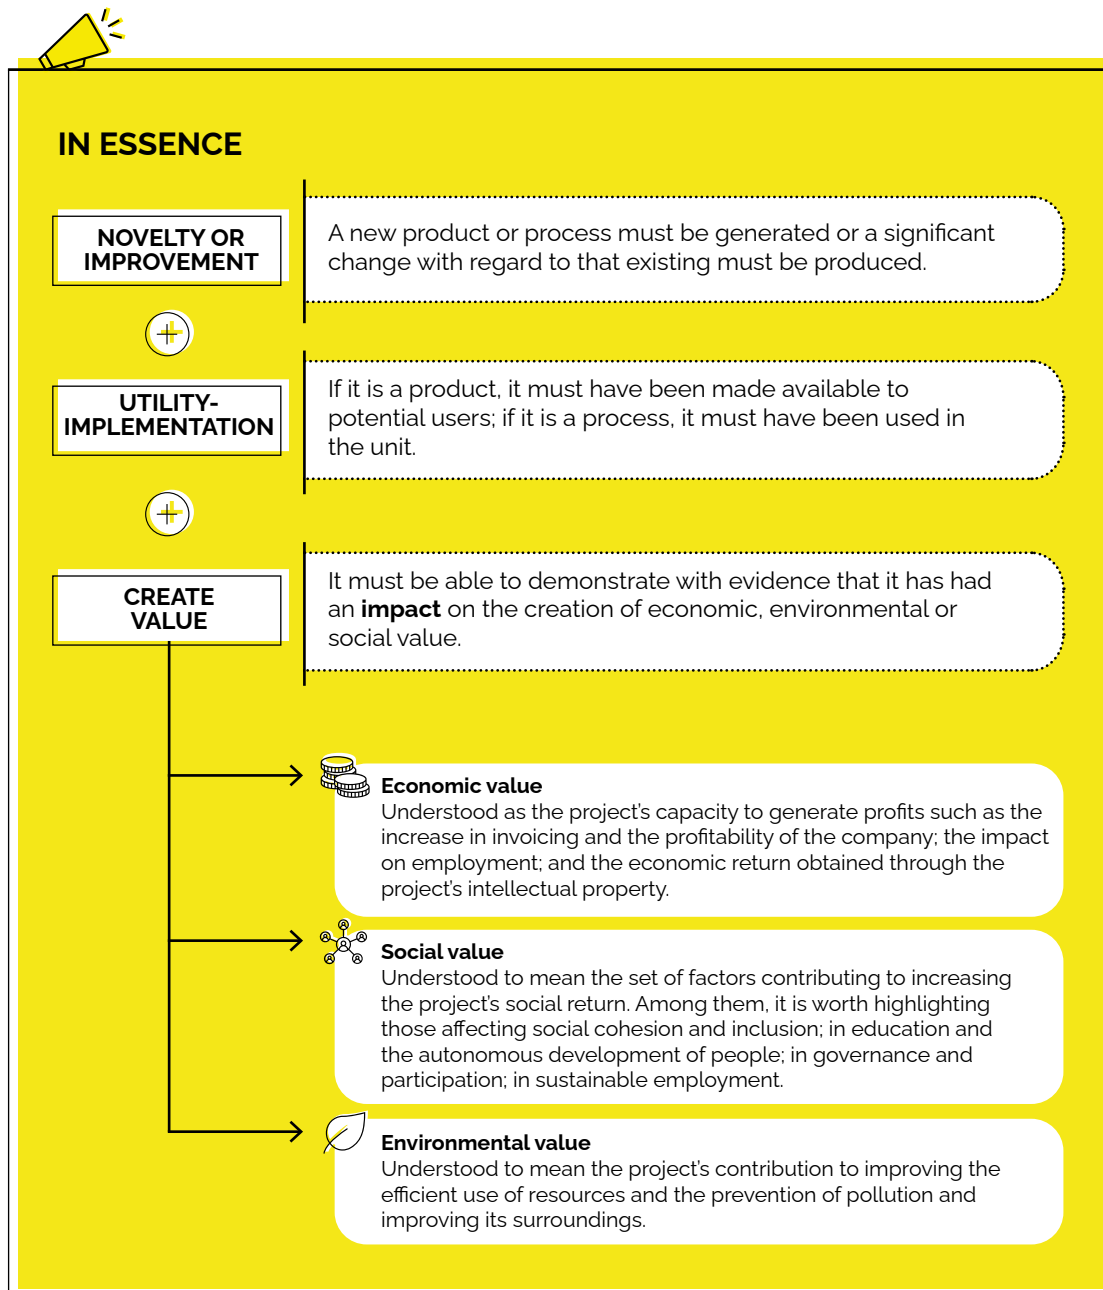 IN ESSENCE
NOVELTY OR
IMPROVEMENT
A new product or process must be generated or a significant
change with regard to that existing must be produced.
UTILITY-
IMPLEMENTATION
If it is a product, it must have been made available to
potential users; if it is a process, it must have been used in
the unit.
CREATE
VALUE
It must be able to demonstrate with evidence that it has had
an impact on the creation of economic, environmental or
social value.
Economic value
Understood as the project's capacity to generate profits such as the
increase in invoicing and the profitability of the company; the impact
on employment; and the economic return obtained through the
project's intellectual property.
Social value
Understood to mean the set of factors contributing to increasing
the project's social return. Among them, it is worth highlighting
those affecting social cohesion and inclusion; in education and
the autonomous development of people; in governance and
participation; in sustainable employment.
Environmental value
Understood to mean the project's contribution to improving the
efficient use of resources and the prevention of pollution and
improving its surroundings.